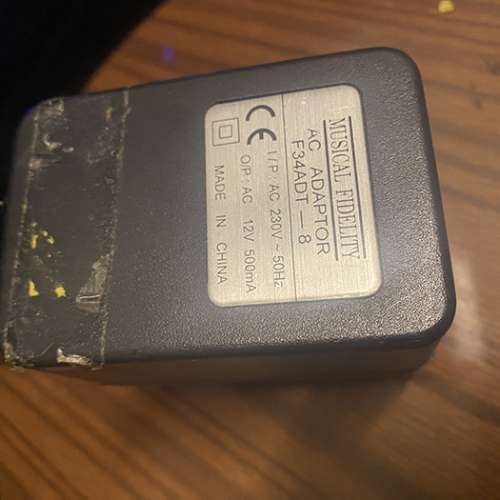 MUSICAL FIDELITY
AC ADAPTOR
F34ADT-8
CE I/P: AC 230V~50Hz
O/P: AC 12V 500mA
MADE IN CHINA